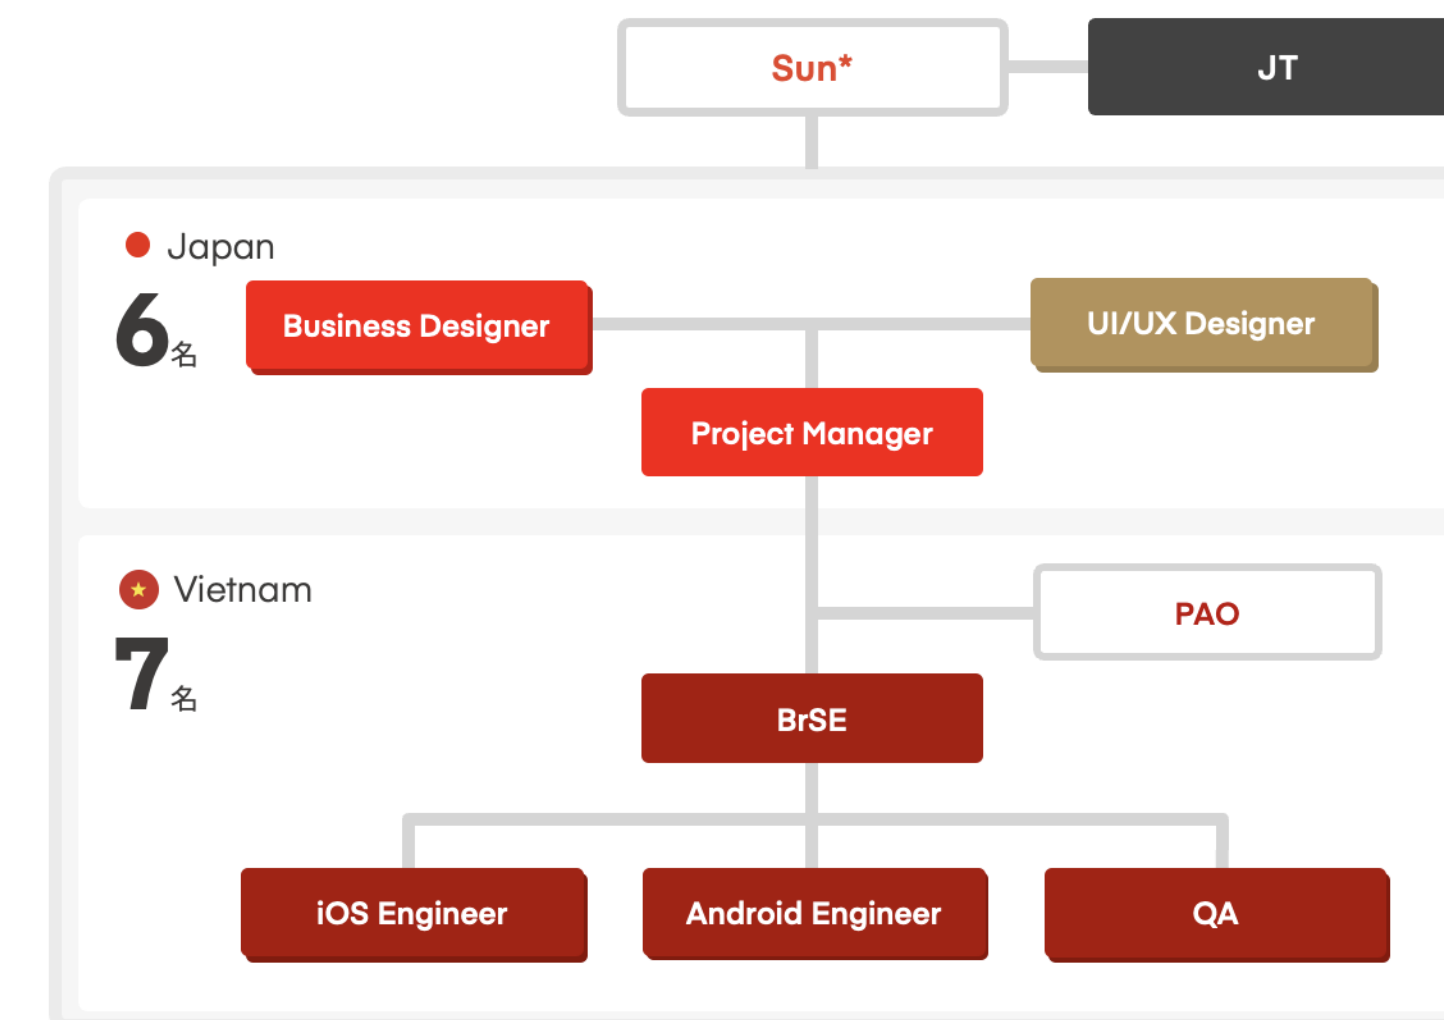 Sun*
JT
Japan
6名
Business Designer
UI/UX Designer
Project Manager
Vietnam
7名
PAO
BrSE
iOS Engineer
Android Engineer
QA